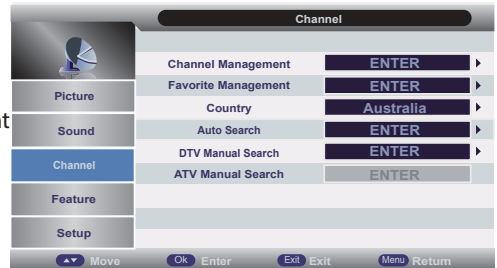 Channel
Channel Management ENTER
Favorite Management ENTER
Country Australia
Auto Search ENTER
DTV Manual Search ENTER
ATV Manual Search ENTER
Picture
Sound
Channel
Feature
Setup
Move Ok Enter Exit Exit Menu Return